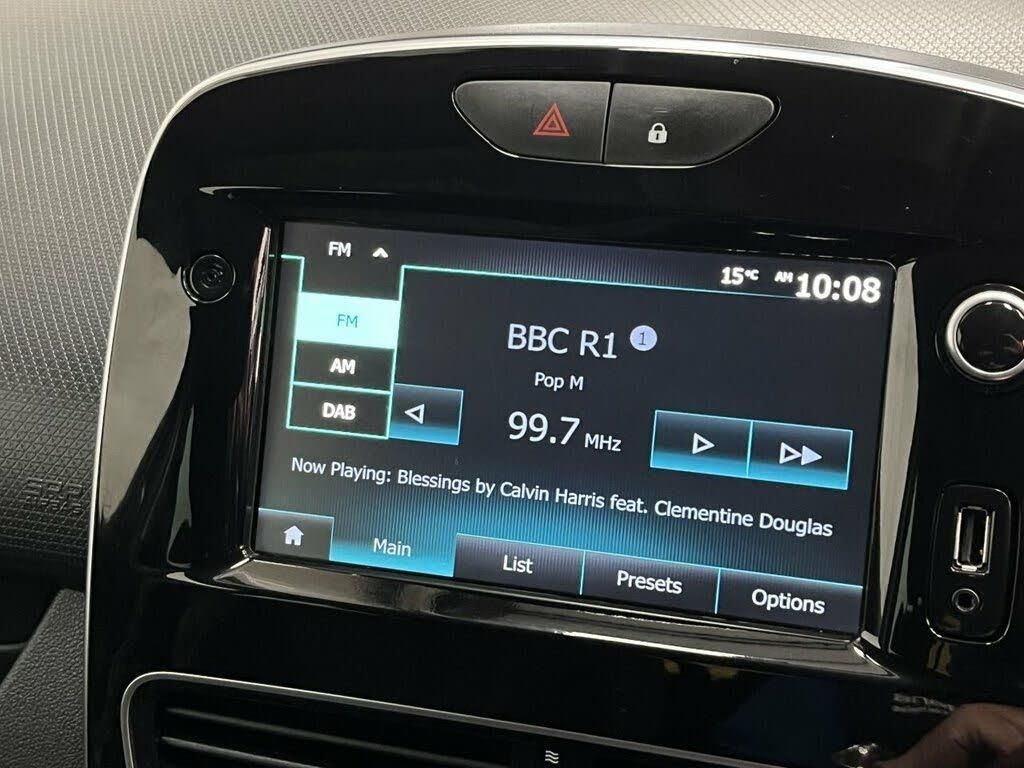 FM
15°C AM 10:08
FM
AM
DAB
BBC R1 1
Pop M
99.7 MHz
Now Playing: Blessings by Calvin Harris feat. Clementine Douglas
Main
List
Presets
Options